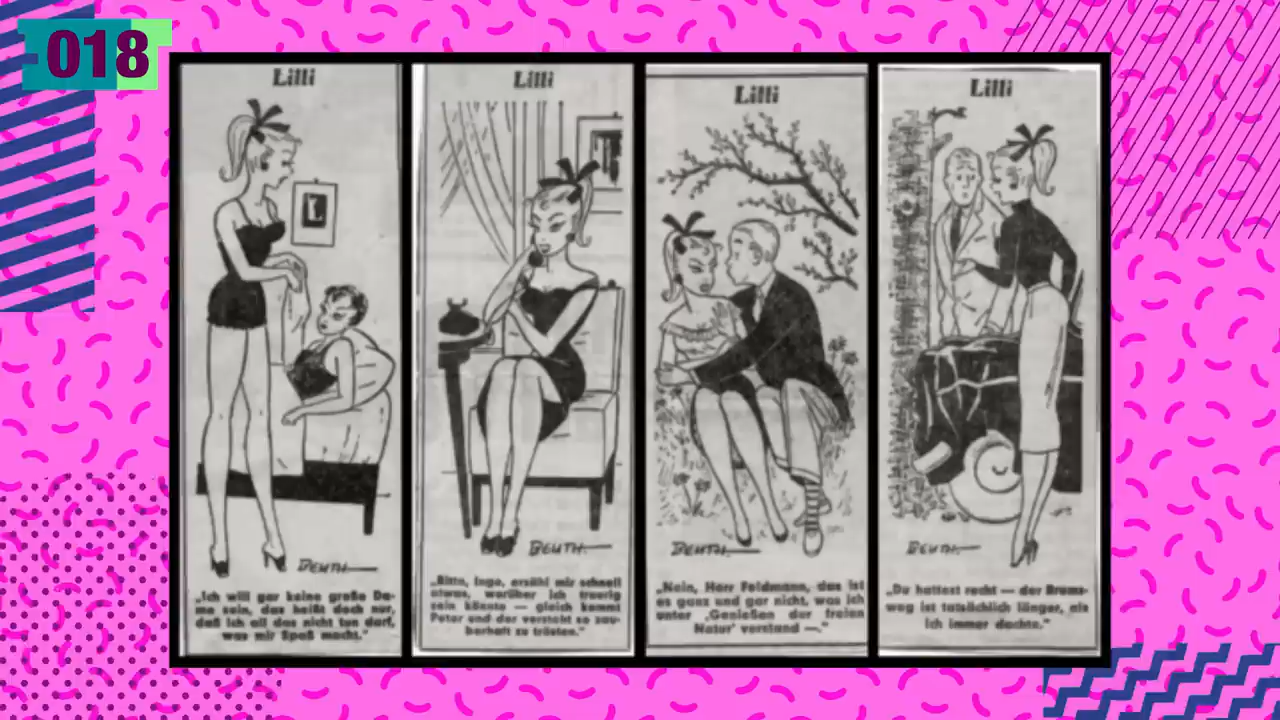 018
Lilli
BEUTH
„Ich will gar keine große Da-
me sein, das heißt doch nur,
daß ich all das nicht tun darf,
was mir Spaß macht.“
Lilli
BEUTH
„Bitte, Inge, erzähl mir schnell
etwas, worüber ich traurig
sein könnte — gleich kommt
Peter und der versteht so zau-
berhaft zu trösten.“
Lilli
BEUTH
„Nein, Herr Feldmann, das ist
es ganz und gar nicht, was ich
unter ‚Genießen der freien
Natur‘ verstand —.“
Lilli
BEUTH
„Du hattest recht — der Brems-
weg ist tatsächlich länger, als
ich immer dachte.“